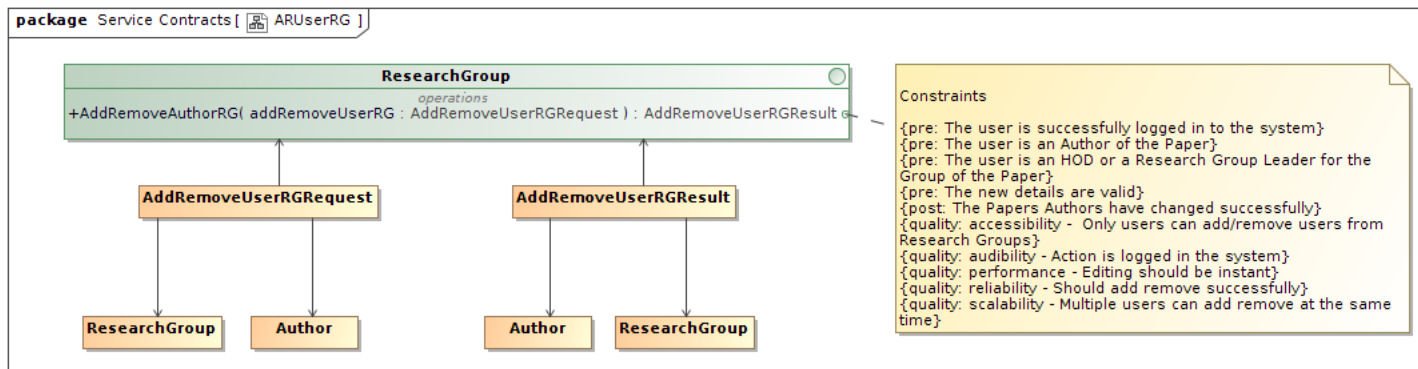 package Service Contracts [ ARUserRG ]
ResearchGroup
operations
+AddRemoveAuthorRG( addRemoveUserRG : AddRemoveUserRGRequest ) : AddRemoveUserRGResult
Constraints
{pre: The user is successfully logged in to the system}
{pre: The user is an Author of the Paper}
{pre: The user is an HOD or a Research Group Leader for the
Group of the Paper}
{pre: The new details are valid}
{post: The Papers Authors have changed successfully}
{quality: accessibility - Only users can add/remove users from
Research Groups}
{quality: audibility - Action is logged in the system}
{quality: performance - Editing should be instant}
{quality: reliability - Should add remove successfully}
{quality: scalability - Multiple users can add remove at the same
time}
AddRemoveUserRGRequest
AddRemoveUserRGResult
ResearchGroup
Author
Author
ResearchGroup